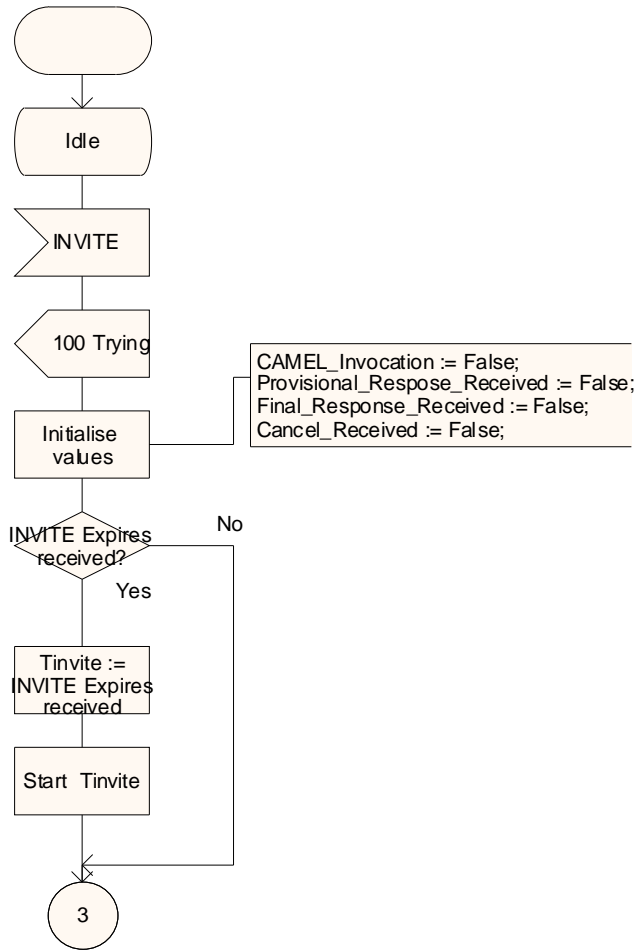 Idle
INVITE
100 Trying
CAMEL_Invocation := False;
Provisional_Respose_Received := False;
Final_Response_Received := False;
Cancel_Received := False;
Initialise
values
INVITE Expires
received?
No
Yes
Tinvite :=
INVITE Expires
received
Start Tinvite
3